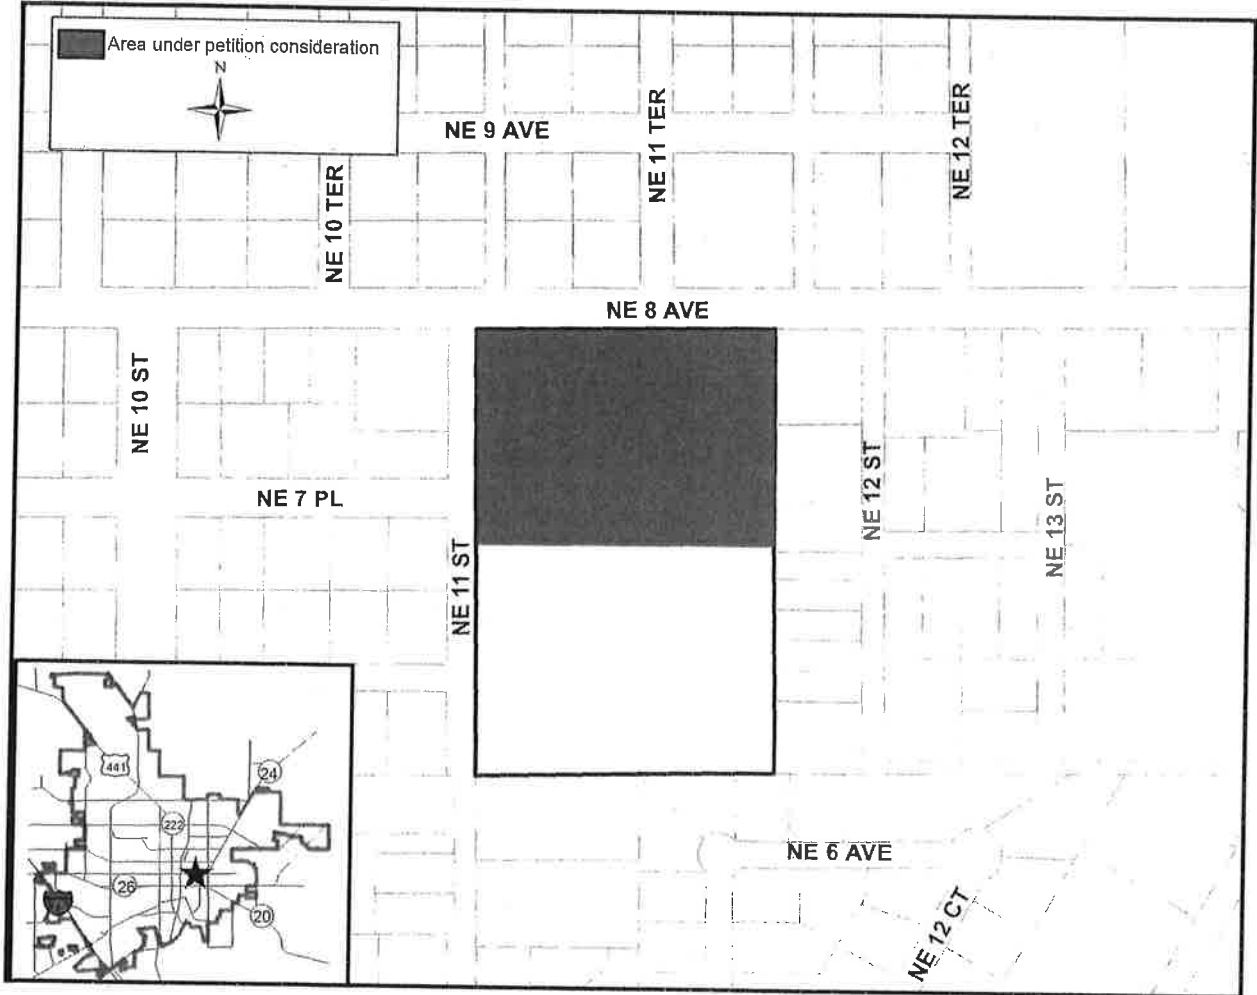 Area under petition consideration
N
NE 9 AVE
NE 11 TER
NE 12 TER
NE 10 TER
NE 8 AVE
NE 10 ST
NE 7 PL
NE 11 ST
NE 12 ST
NE 13 ST
441
24
222
26
20
NE 6 AVE
NE 12 CT